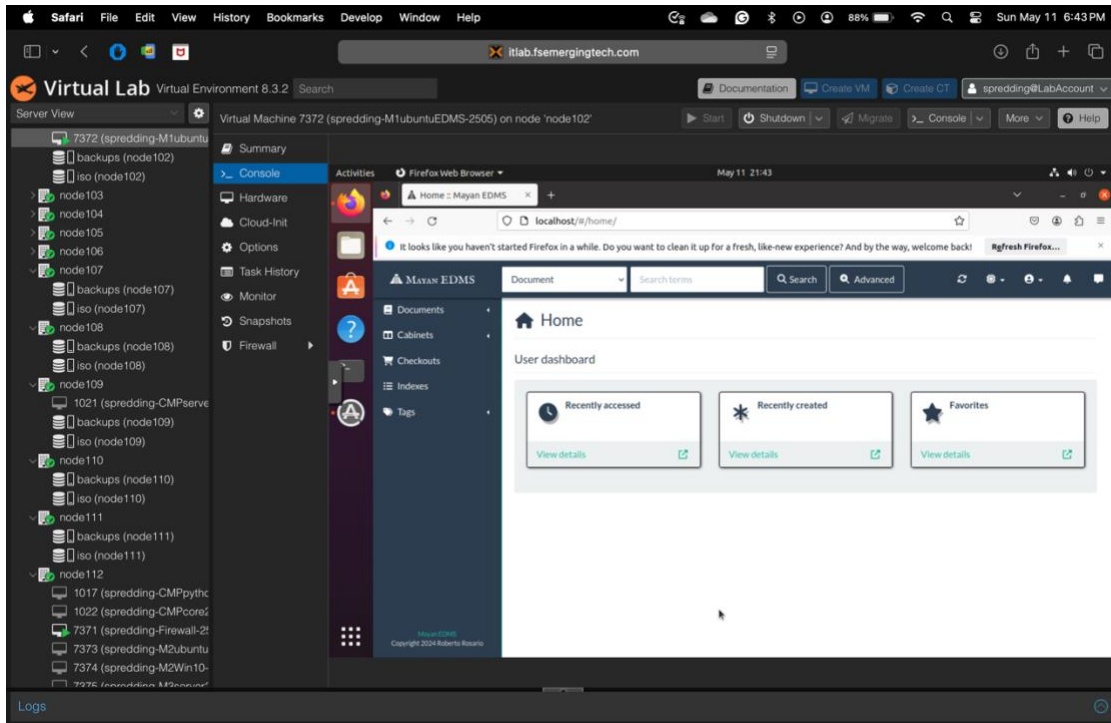 Safari File Edit View History Bookmarks Develop Window Help 88% Sun May 11 6:43 PM
itlab.fsemergingtech.com
Virtual Lab Virtual Environment 8.3.2 Search Documentation Create VM Create CT spredding@LabAccount
Server View Virtual Machine 7372 (spredding-M1ubuntuEDMS-2505) on node 'node102' Start Shutdown Migrate Console More Help
7372 (spredding-M1ubuntu
backups (node102)
iso (node102)
node103
node104
node105
node106
node107
backups (node107)
iso (node107)
node108
backups (node108)
iso (node108)
node109
1021 (spredding-CMPserve
backups (node109)
iso (node109)
node110
backups (node110)
iso (node110)
node111
backups (node111)
iso (node111)
node112
1017 (spredding-CMPpytho
1022 (spredding-CMPcore2
7371 (spredding-Firewall-25
7373 (spredding-M2ubuntu
7374 (spredding-M2Win10-
Summary
Console
Hardware
Cloud-Init
Options
Task History
Monitor
Snapshots
Firewall
Activities Firefox Web Browser May 11 21:43
Home :: Mayan EDMS
localhost/#/home/
It looks like you haven't started Firefox in a while. Do you want to clean it up for a fresh, like-new experience? And by the way, welcome back! Refresh Firefox...
MAYAN EDMS Document Search terms Search Advanced
Documents
Cabinets
Checkouts
Indexes
Tags
Home
User dashboard
Recently accessed
View details
Recently created
View details
Favorites
View details
Mayan EDMS
Copyright 2024 Roberto Rosario
Logs